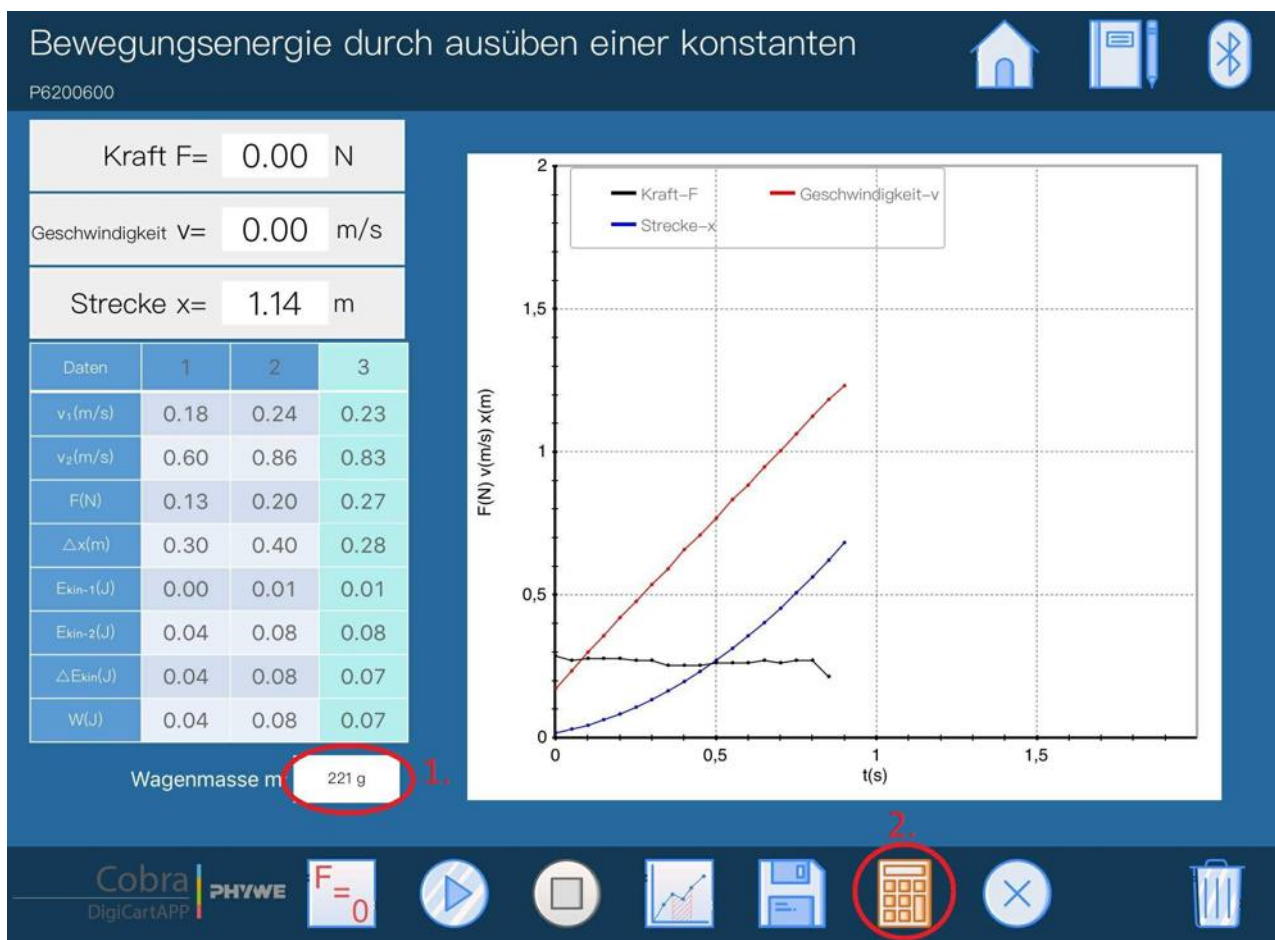 Bewegungsenergie durch ausüben einer konstanten
P6200600
Kraft F= 0.00 N
Geschwindigkeit v= 0.00 m/s
Strecke x= 1.14 m
Daten 1 2 3
v₁(m/s) 0.18 0.24 0.23
v₂(m/s) 0.60 0.86 0.83
F(N) 0.13 0.20 0.27
△x(m) 0.30 0.40 0.28
Ekin-1(J) 0.00 0.01 0.01
Ekin-2(J) 0.04 0.08 0.08
△Ekin(J) 0.04 0.08 0.07
W(J) 0.04 0.08 0.07
Wagenmasse m 221 g 1.
Kraft-F Geschwindigkeit-v
Strecke-x
2
1,5
1
0,5
0
F(N) v(m/s) x(m)
0 0,5 1 1,5
t(s)
2.
Cobra PHYWE
DigiCartAPP
F=0